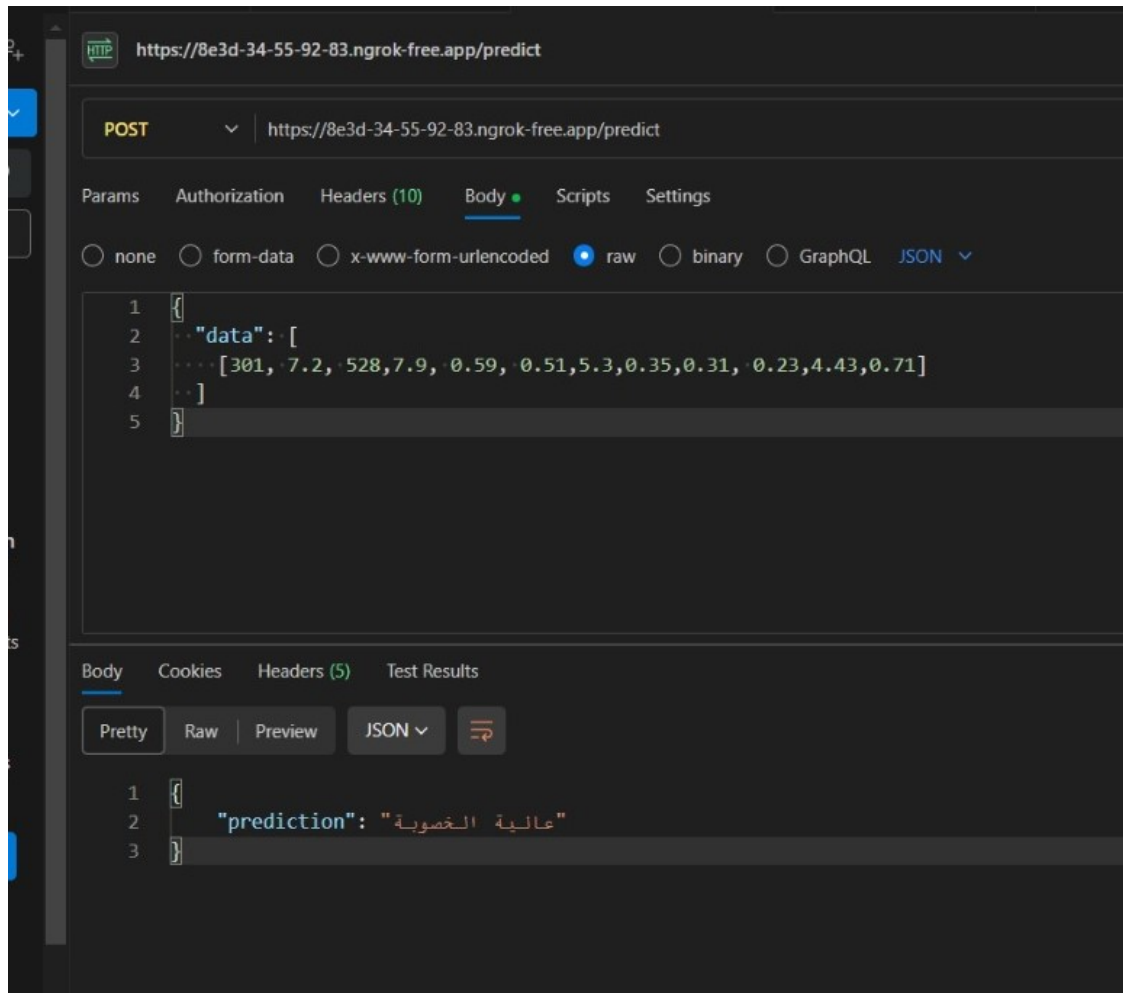 HTTP https://8e3d-34-55-92-83.ngrok-free.app/predict
POST https://8e3d-34-55-92-83.ngrok-free.app/predict
Params Authorization Headers (10) Body Scripts Settings
none form-data x-www-form-urlencoded raw binary GraphQL JSON
1 {
2 "data": [
3 [301, 7.2, 528,7.9, 0.59, 0.51,5.3,0.35,0.31, 0.23,4.43,0.71]
4 ]
5 }
Body Cookies Headers (5) Test Results
Pretty Raw Preview JSON
1 {
2 "prediction": "عالية الخصوبة"
3 }